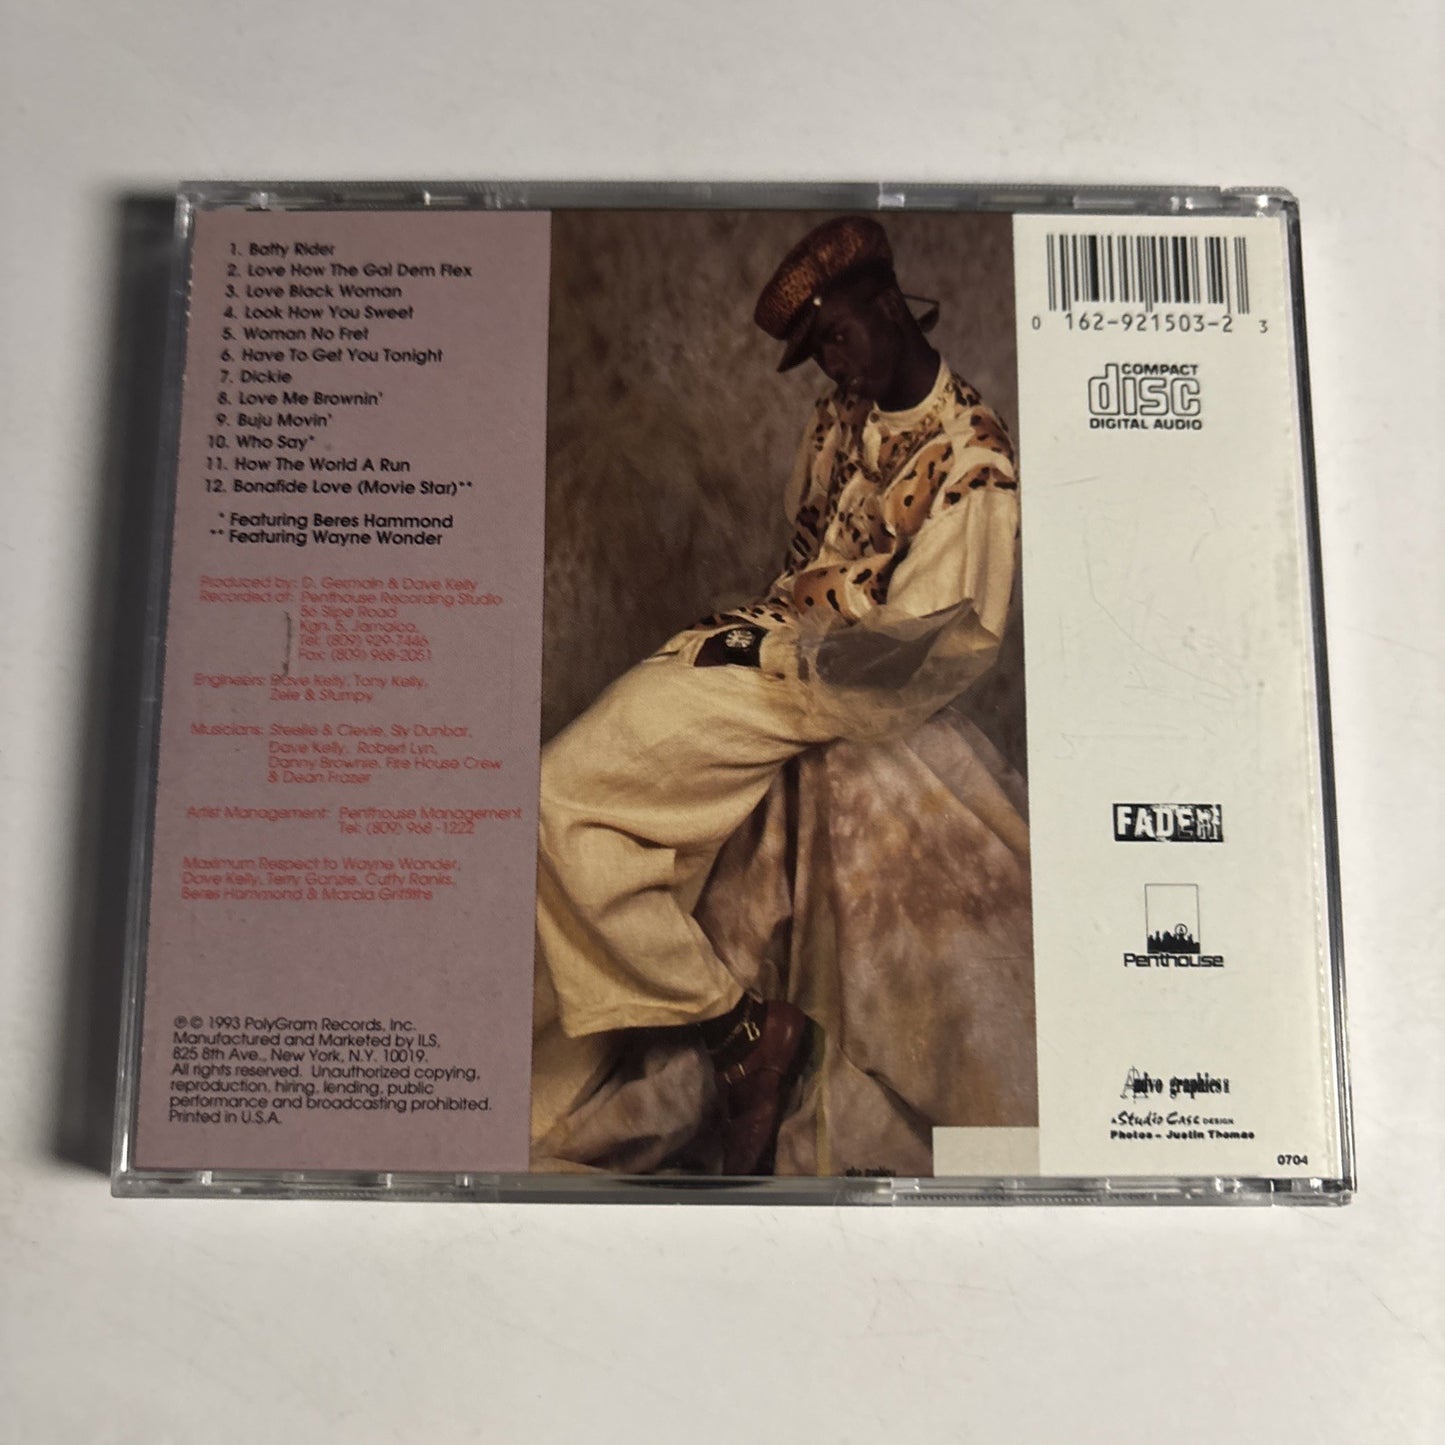 1. Batty Rider
2. Love How The Gal Dem Flex
3. Love Black Woman
4. Look How You Sweet
5. Woman No Fret
6. Have To Get You Tonight
7. Dickie
8. Love Me Brownin'
9. Buju Movin'
10. Who Say*
11. How The World A Run
12. Bonafide Love (Movie Star)**
* Featuring Beres Hammond
** Featuring Wayne Wonder
Produced by: D. Germain & Dave Kelly
Recorded at: Penthouse Recording Studio
56 Slipe Road
Kgn. 5, Jamaica.
Tel: (809) 929-7446
Fax: (809) 968-2051
Engineers: Dave Kelly, Tony Kelly,
Zele & Stumpy
Musicians: Steelie & Clevie, Sly Dunbar,
Dave Kelly, Robert Lyn,
Danny Brownie, Fire House Crew
& Dean Frazer
Artist Management: Penthouse Management
Tel: (809) 968-1222
Maximum Respect to Wayne Wonder,
Dave Kelly, Terry Ganzie, Cutty Ranks,
Beres Hammond & Marcia Griffiths
℗ © 1993 PolyGram Records, Inc.
Manufactured and Marketed by ILS,
825 8th Ave., New York, N.Y. 10019.
All rights reserved. Unauthorized copying,
reproduction, hiring, lending, public
performance and broadcasting prohibited.
Printed in U.S.A.
0 162-921503-2 3
COMPACT
disc
DIGITAL AUDIO
FADER
Penthouse
graphics
A Studio Case DESIGN
Photos - Justin Thomas
0704